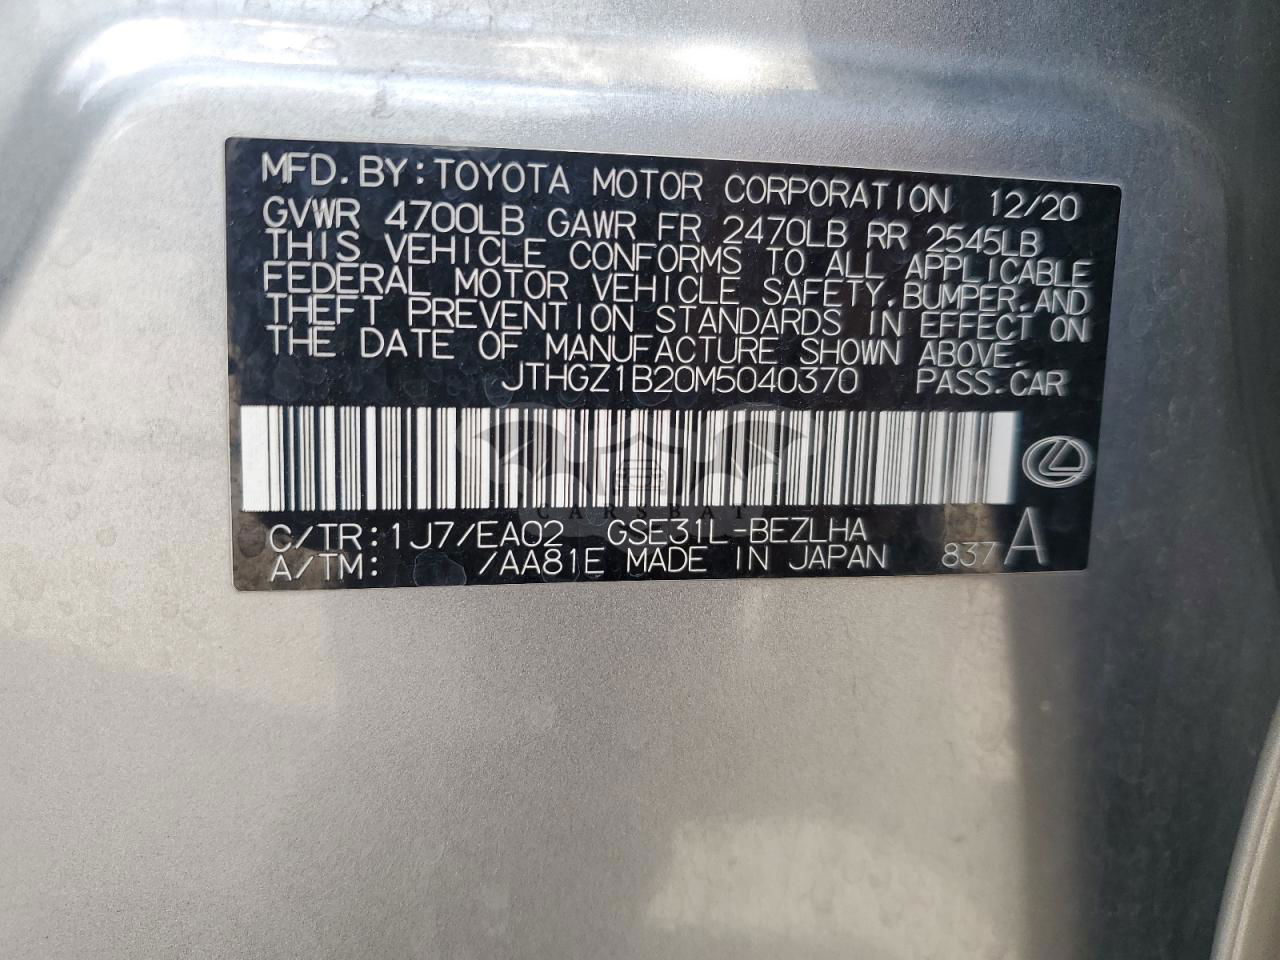 MFD. BY: TOYOTA MOTOR CORPORATION 12/20
GVWR 4700LB GAWR FR 2470LB RR 2545LB
THIS VEHICLE CONFORMS TO ALL APPLICABLE
FEDERAL MOTOR VEHICLE SAFETY, BUMPER, AND
THEFT PREVENTION STANDARDS IN EFFECT ON
THE DATE OF MANUFACTURE SHOWN ABOVE.
JTHGZ1B20M5040370 PASS.CAR
CARSBAT
C/TR:1J7/EA02 GSE31L-BEZLHA
A/TM: /AA81E MADE IN JAPAN 837 A